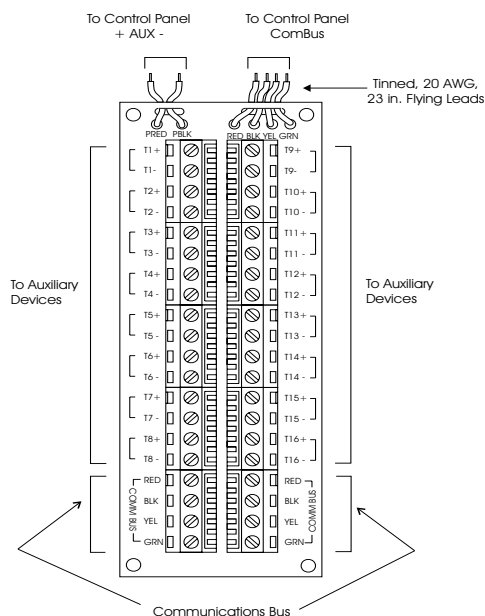 To Control Panel
+ AUX -
To Control Panel
ComBus
Tinned, 20 AWG,
23 in. Flying Leads
PRED PBLK
RED BLK YEL GRN
T1+
T1-
T2+
T2 -
T3+
T3 -
T4+
T4 -
T5+
T5 -
T6+
T6 -
T7+
T7 -
T8+
T8 -
RED
BLK
YEL
GRN
COMM BUS
T9+
T9-
T10+
T10 -
T11+
T11 -
T12+
T12 -
T13+
T13 -
T14+
T14 -
T15+
T15 -
T16+
T16 -
RED
BLK
YEL
GRN
COMM BUS
To Auxiliary
Devices
To Auxiliary
Devices
Communications Bus